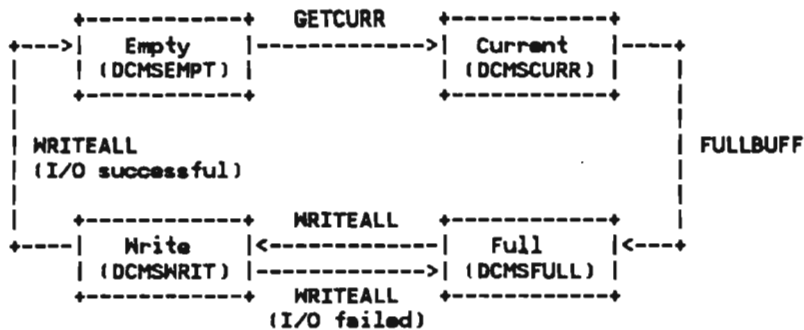 GETCURR
Empty Current
(DCMSEMPT) (DCMSCURR)
WRITEALL FULLBUFF
(I/O successful)
WRITEALL
Write Full
(DCMSWRIT) (DCMSFULL)
WRITEALL
(I/O failed)